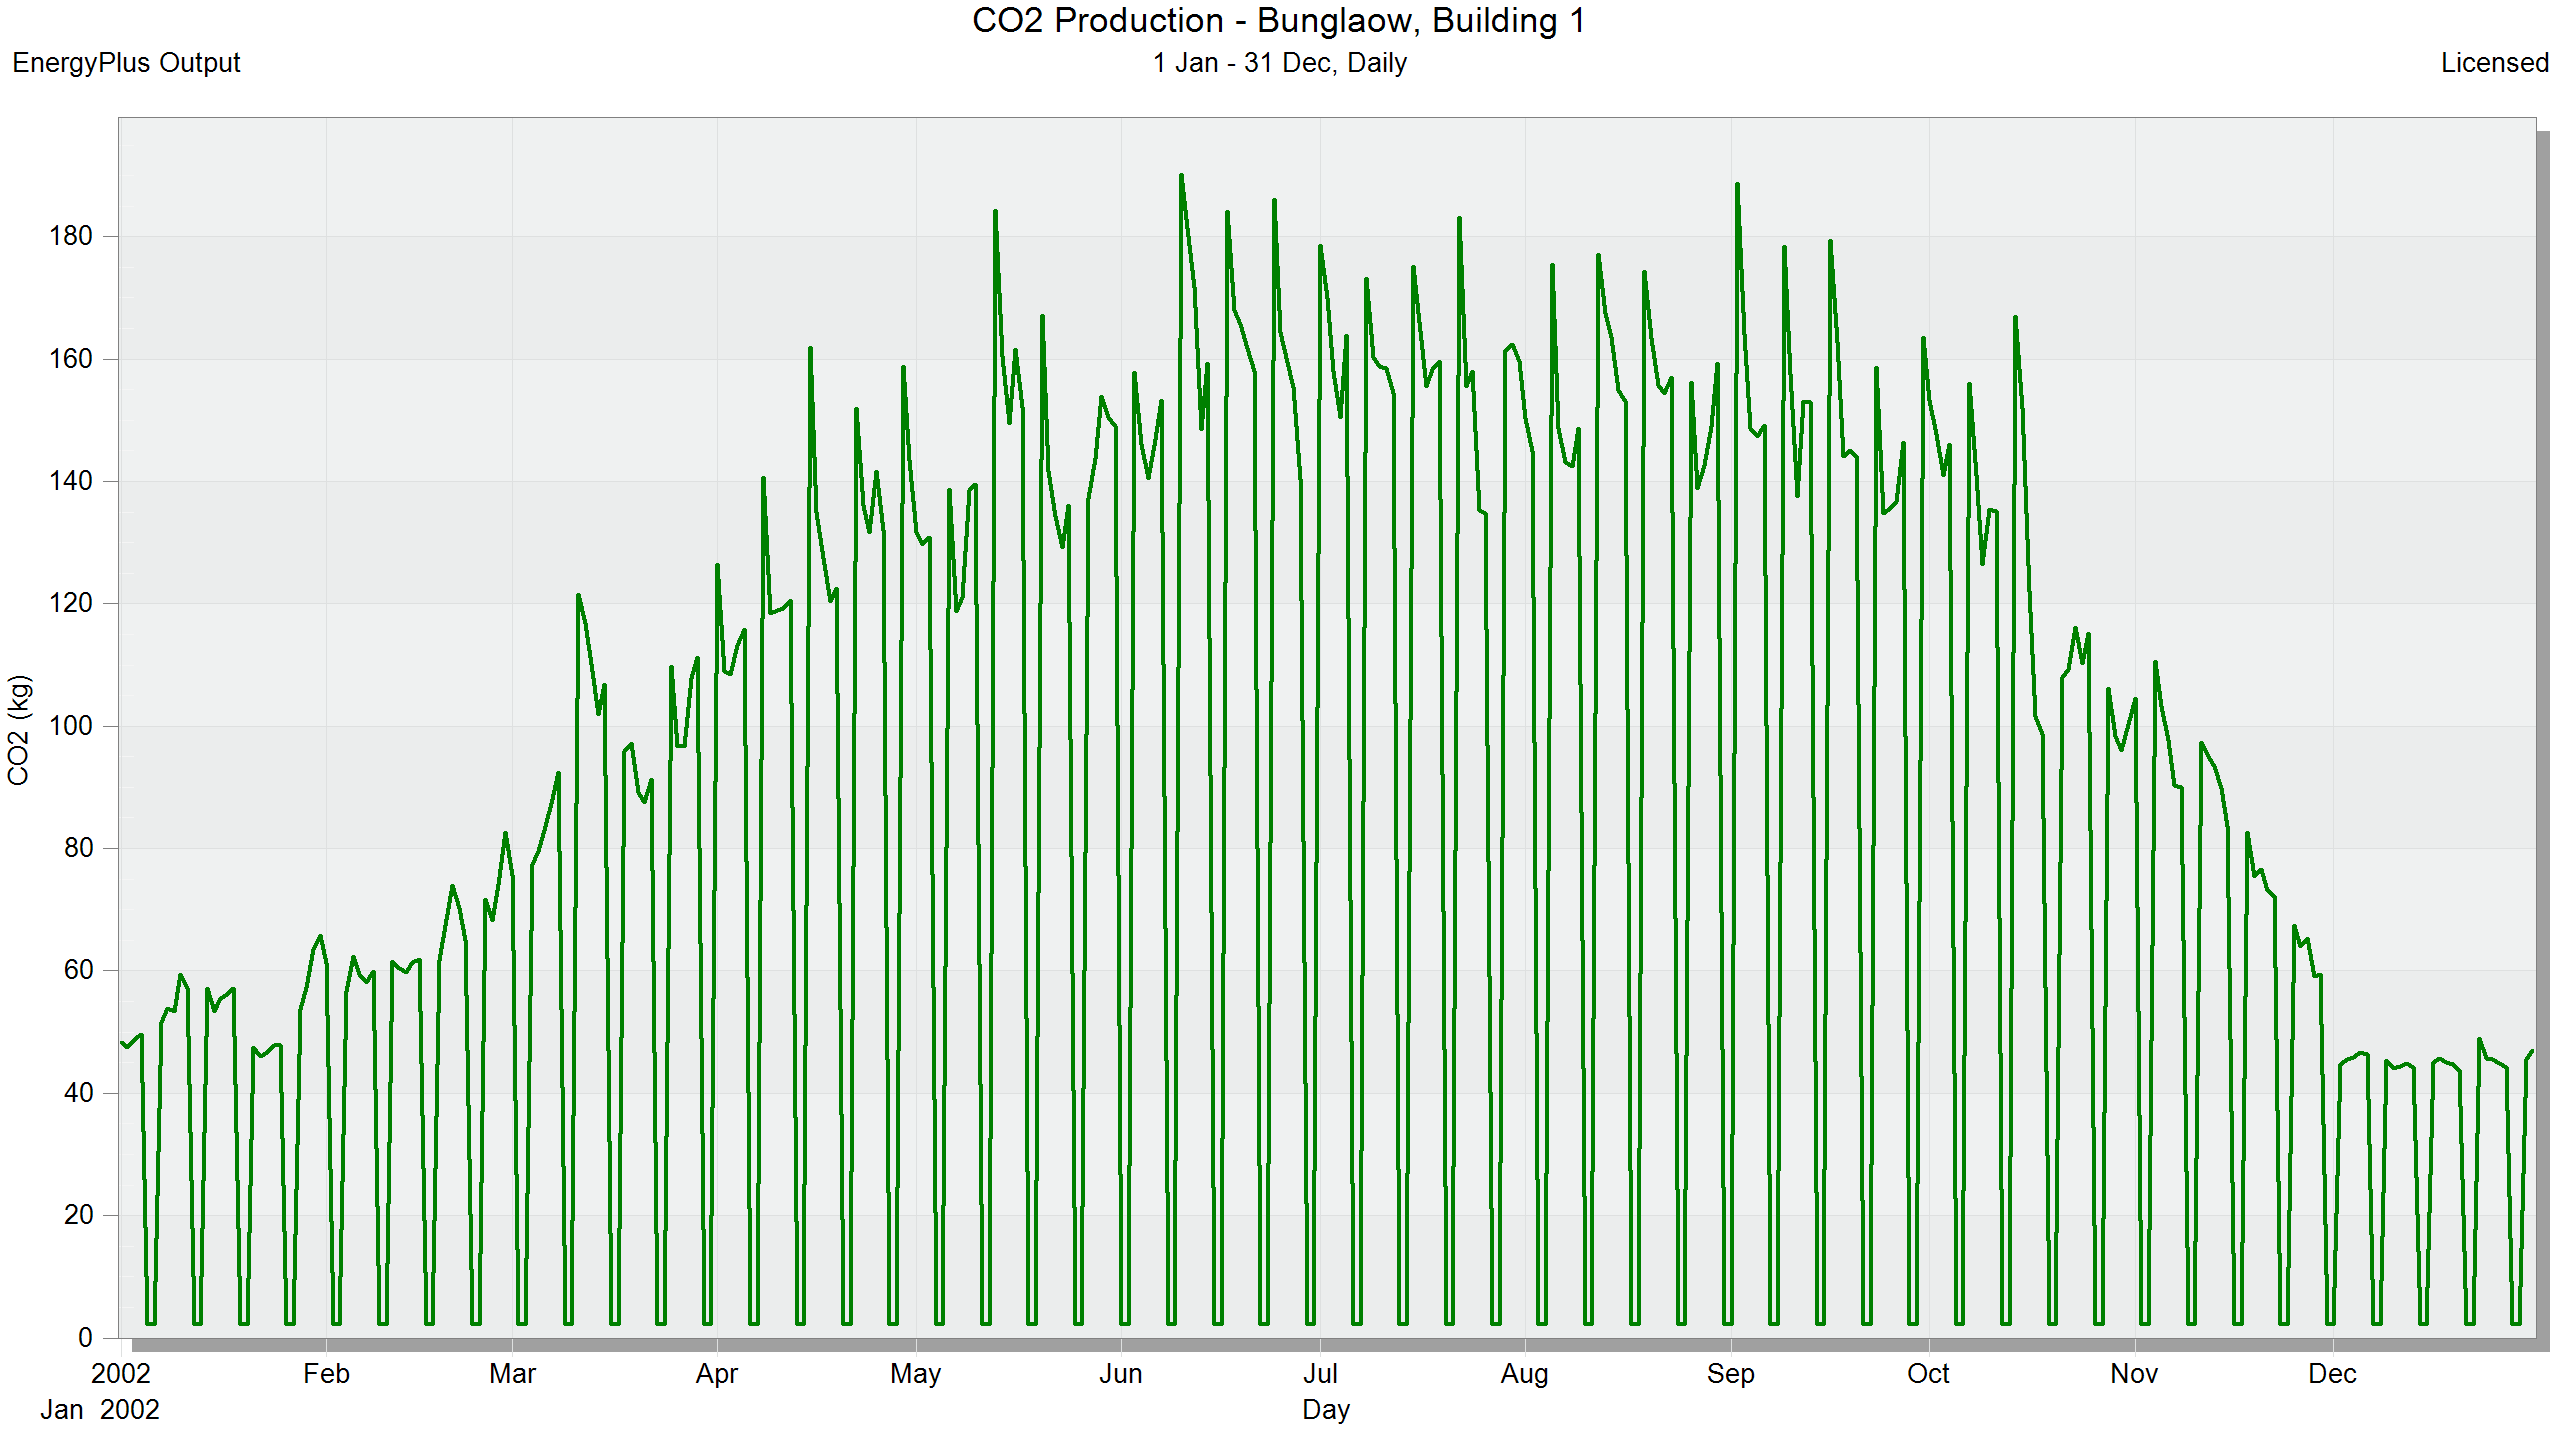 CO2 Production - Bunglaow, Building 1
EnergyPlus Output
1 Jan - 31 Dec, Daily
Licensed
CO2 (kg)
180
160
140
120
100
80
60
40
20
0
2002 Feb Mar Apr May Jun Jul Aug Sep Oct Nov Dec
Jan 2002
Day